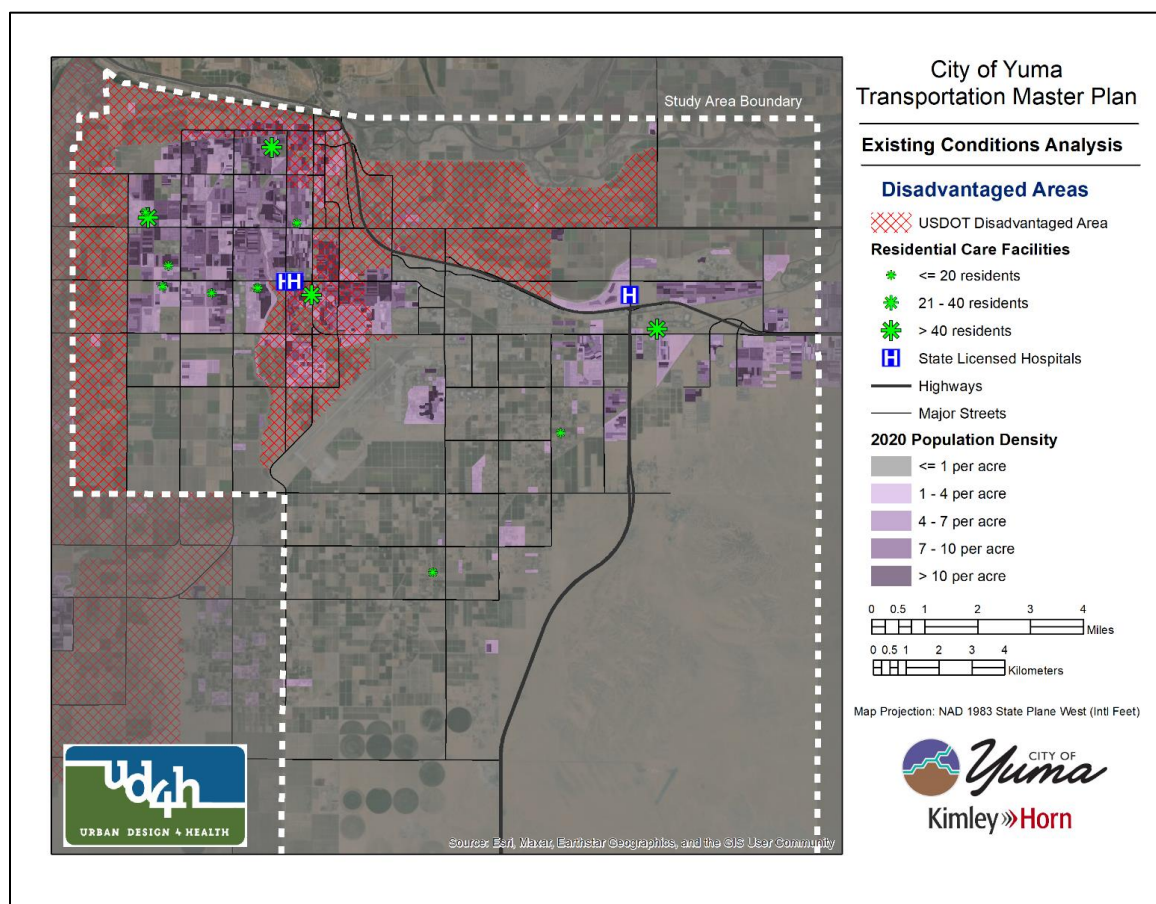 City of Yuma
Transportation Master Plan
Existing Conditions Analysis
Disadvantaged Areas
USDOT Disadvantaged Area
Residential Care Facilities
<= 20 residents
21 - 40 residents
> 40 residents
H State Licensed Hospitals
Highways
Major Streets
2020 Population Density
<= 1 per acre
1 - 4 per acre
4 - 7 per acre
7 - 10 per acre
> 10 per acre
0 0.5 1 2 3 4
Miles
0 0.5 1 2 3 4
Kilometers
Map Projection: NAD 1983 State Plane West (Intl Feet)
CITY OF
Yuma
Kimley»Horn
Study Area Boundary
H H
H
ud4h
URBAN DESIGN 4 HEALTH
Source: Esri, Maxar, Earthstar Geographics, and the GIS User Community